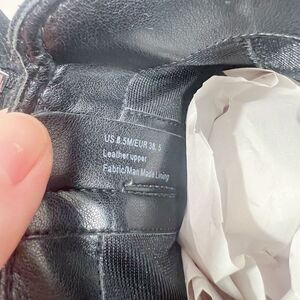 US 8.5M/EUR 38.5
Leather upper
Fabric/Man Made Lining